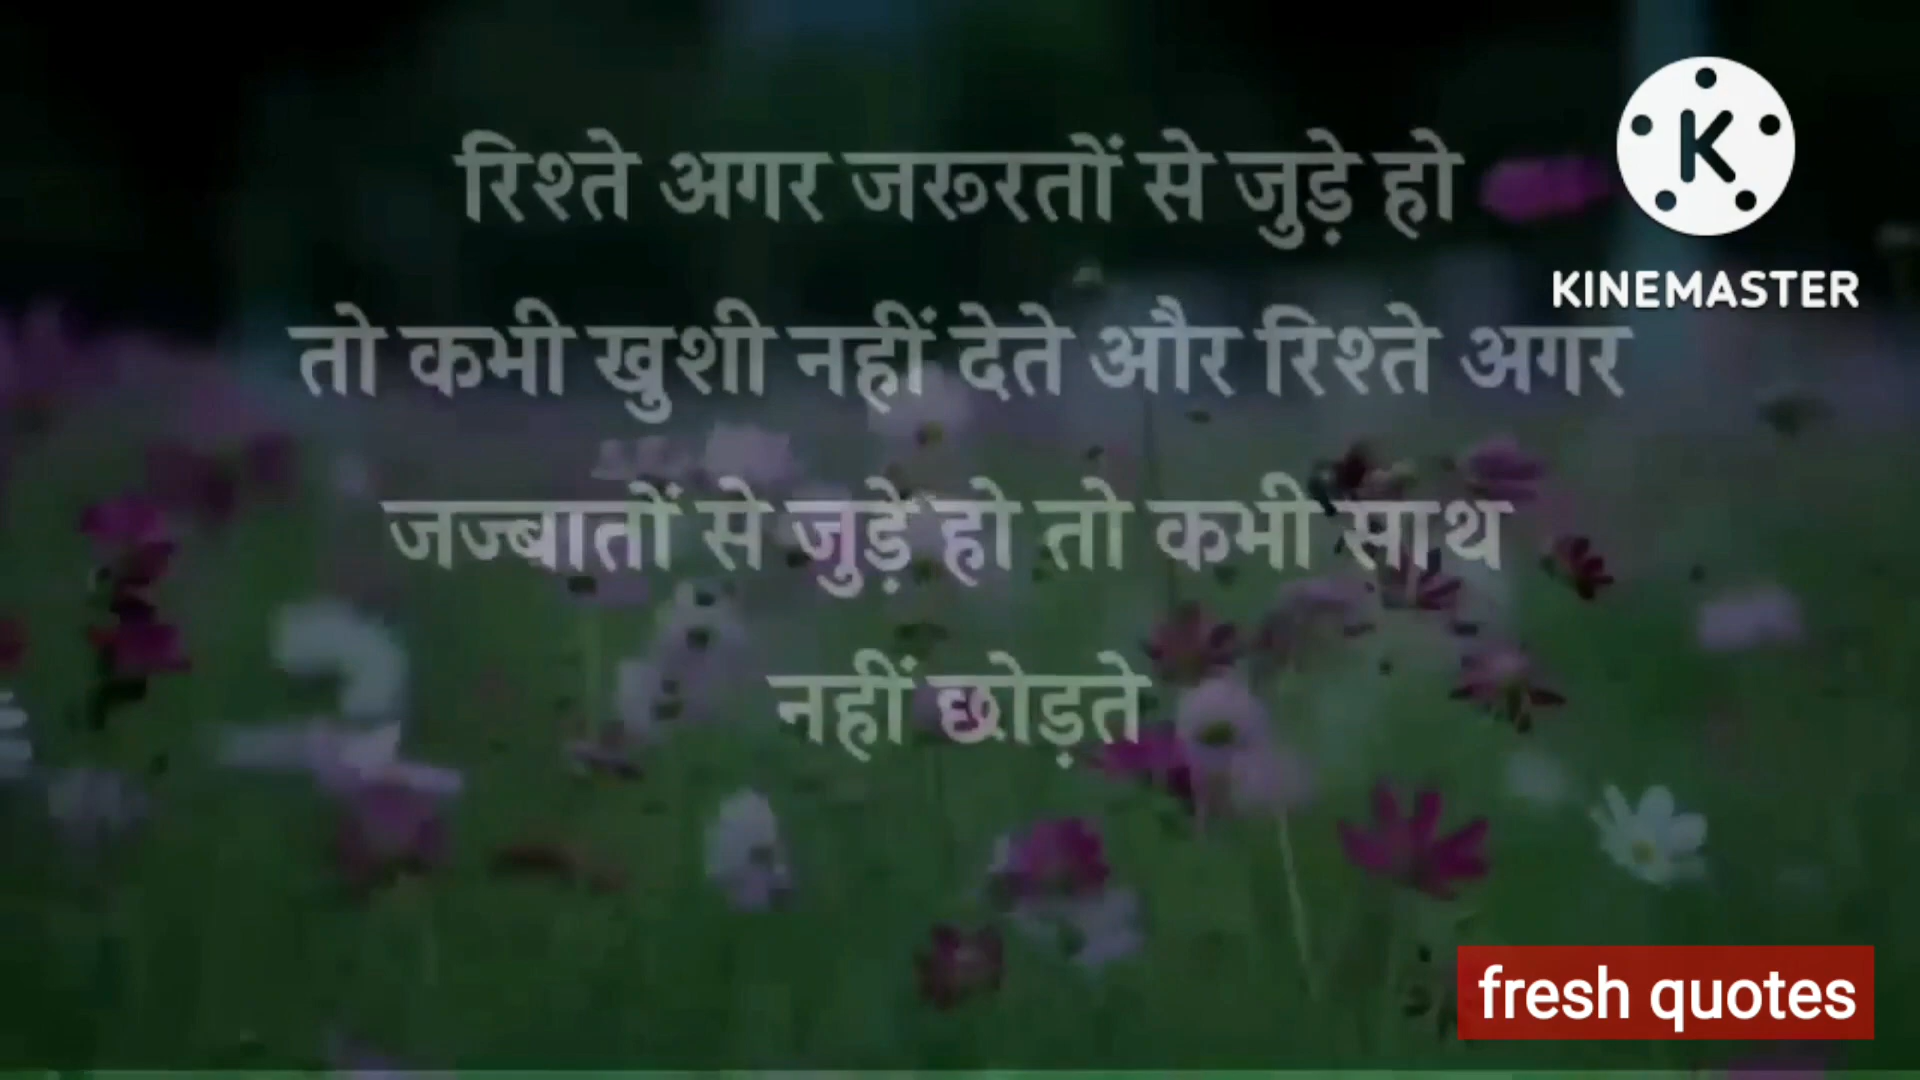 रिश्ते अगर जरूरतों से जुड़े हो
तो कभी खुशी नहीं देते और रिश्ते अगर
जज्बातों से जुड़े हो तो कभी साथ
नहीं छोड़ते
K
KINEMASTER
fresh quotes